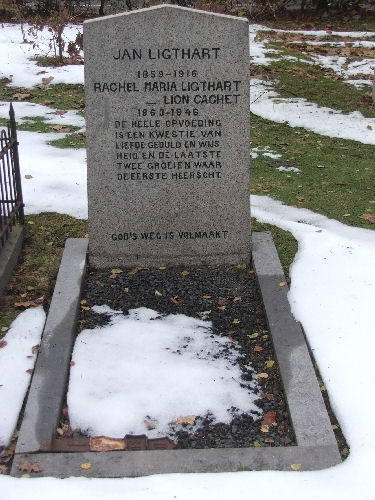 JAN LIGTHART
1859-1916
RACHEL MARIA LIGTHART
— LION CACHET
1860-1946
DE HEELE OPVOEDING
IS EEN KWESTIE VAN
LIEFDE GEDULD EN WIJS
HEID EN DE LAATSTE
TWEE GROEIEN WAAR
DE EERSTE HEERSCHT.
GOD'S WEG IS VOLMAAKT